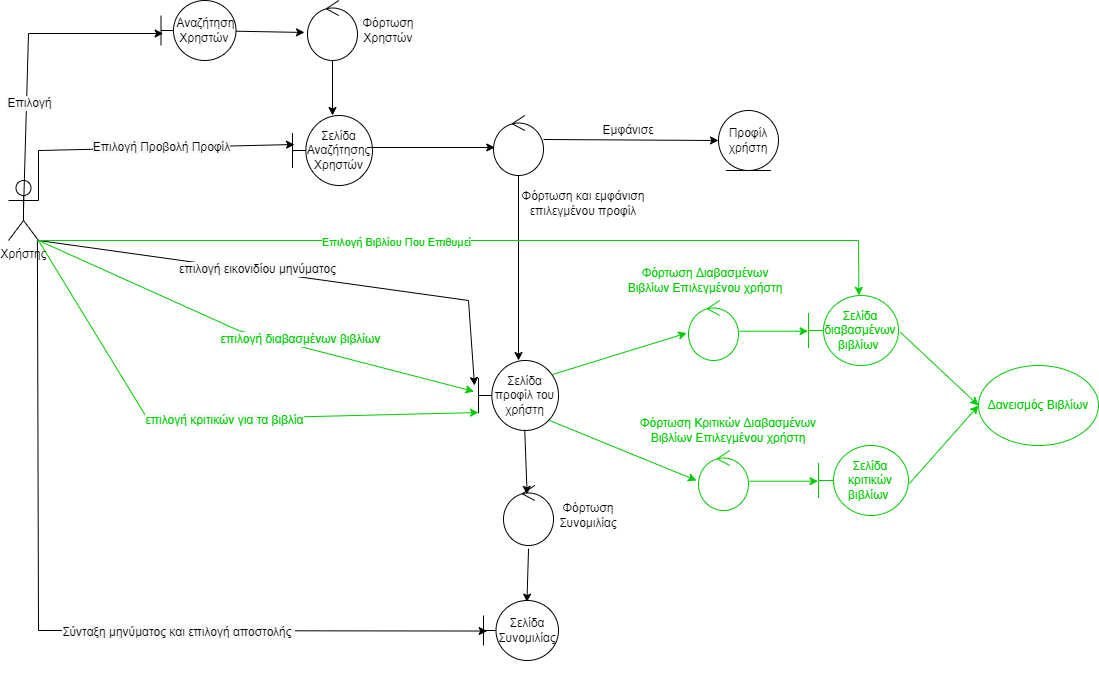 Αναζήτηση
Χρηστών
Φόρτωση
Χρηστών
Επιλογή
Επιλογή Προβολή Προφίλ
Σελίδα
Αναζήτησης
Χρηστών
Εμφάνισε
Προφίλ
χρήστη
Φόρτωση και εμφάνιση
επιλεγμένου προφίλ
Χρήστης
Επιλογή Βιβλίου Που Επιθυμεί
επιλογή εικονιδίου μηνύματος
Φόρτωση Διαβασμένων
Βιβλίων Επιλεγμένου χρήστη
Σελίδα
διαβασμένων
βιβλίων
επιλογή διαβασμένων βιβλίων
Σελίδα
προφίλ του
χρήστη
Δανεισμός Βιβλίων
επιλογή κριτικών για τα βιβλία
Φόρτωση Κριτικών Διαβασμένων
Βιβλίων Επιλεγμένου χρήστη
Σελίδα
κριτικών
βιβλίων
Φόρτωση
Συνομιλίας
Σύνταξη μηνύματος και επιλογή αποστολής
Σελίδα
Συνομιλίας